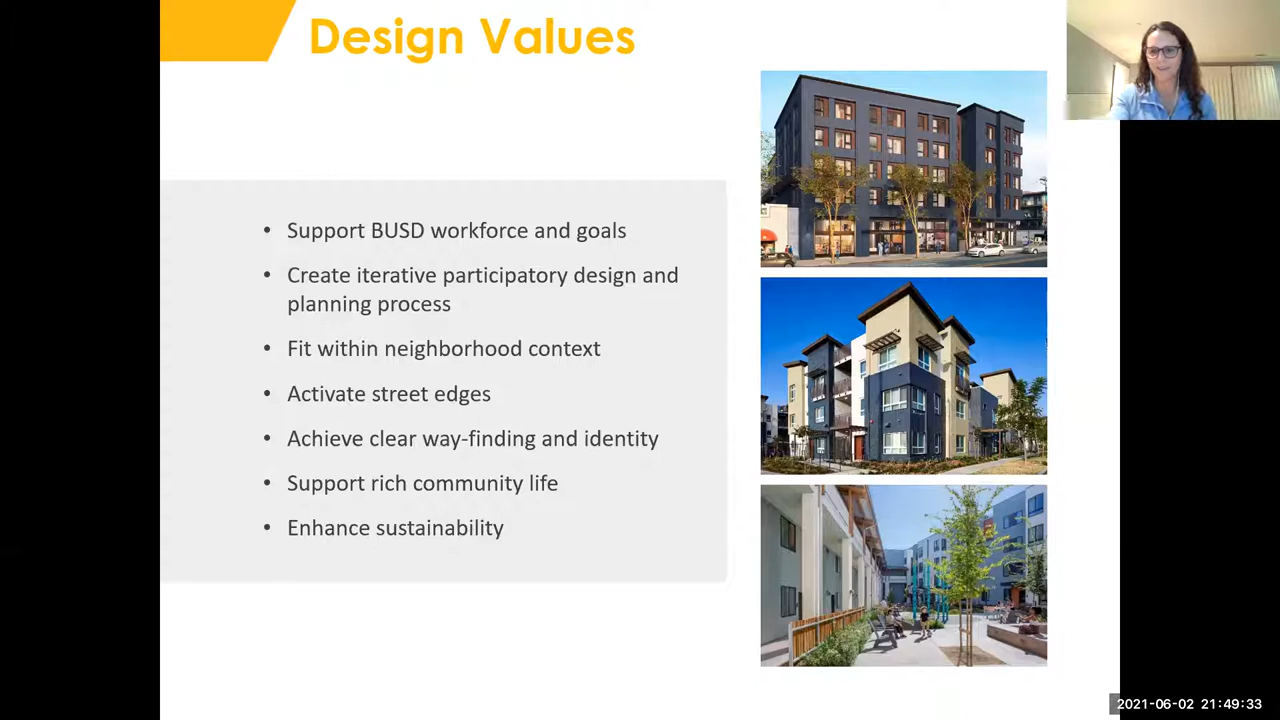 Design Values
• Support BUSD workforce and goals
• Create iterative participatory design and
planning process
• Fit within neighborhood context
• Activate street edges
• Achieve clear way-finding and identity
• Support rich community life
• Enhance sustainability
2021-06-02 21:49:33